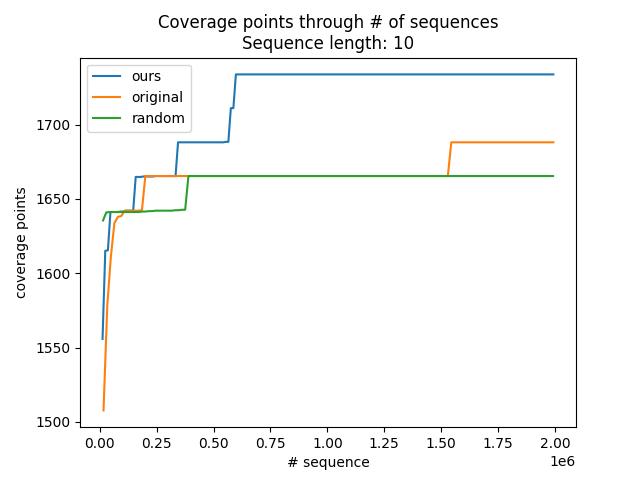 Coverage points through # of sequences
Sequence length: 10
ours
original
random
coverage points
1700
1650
1600
1550
1500
0.00 0.25 0.50 0.75 1.00 1.25 1.50 1.75 2.00
1e6
# sequence